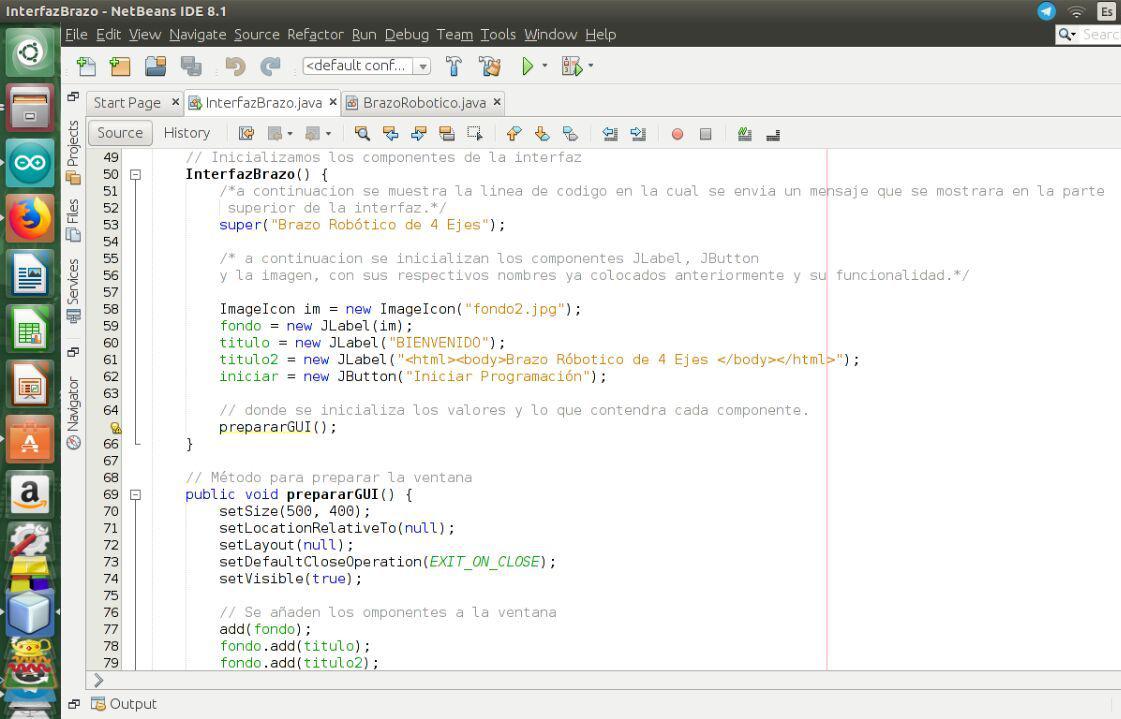 InterfazBrazo - NetBeans IDE 8.1
Es
File Edit View Navigate Source Refactor Run Debug Team Tools Window Help
Searc
<default conf...
Start Page InterfazBrazo.java BrazoRobotico.java
Source History
Projects
Files
Services
Navigator
49 // Inicializamos los componentes de la interfaz
50 InterfazBrazo() {
51 /*a continuacion se muestra la linea de codigo en la cual se envia un mensaje que se mostrara en la parte
52 superior de la interfaz.*/
53 super("Brazo Robótico de 4 Ejes");
54
55 /* a continuacion se inicializan los componentes JLabel, JButton
56 y la imagen, con sus respectivos nombres ya colocados anteriormente y su funcionalidad.*/
57
58 ImageIcon im = new ImageIcon("fondo2.jpg");
59 fondo = new JLabel(im);
60 titulo = new JLabel("BIENVENIDO");
61 titulo2 = new JLabel("<html><body>Brazo Róbotico de 4 Ejes </body></html>");
62 iniciar = new JButton("Iniciar Programación");
63
64 // donde se inicializa los valores y lo que contendra cada componente.
prepararGUI();
66 }
67
68 // Método para preparar la ventana
69 public void prepararGUI() {
70 setSize(500, 400);
71 setLocationRelativeTo(null);
72 setLayout(null);
73 setDefaultCloseOperation(EXIT_ON_CLOSE);
74 setVisible(true);
75
76 // Se añaden los omponentes a la ventana
77 add(fondo);
78 fondo.add(titulo);
79 fondo.add(titulo2);
Output